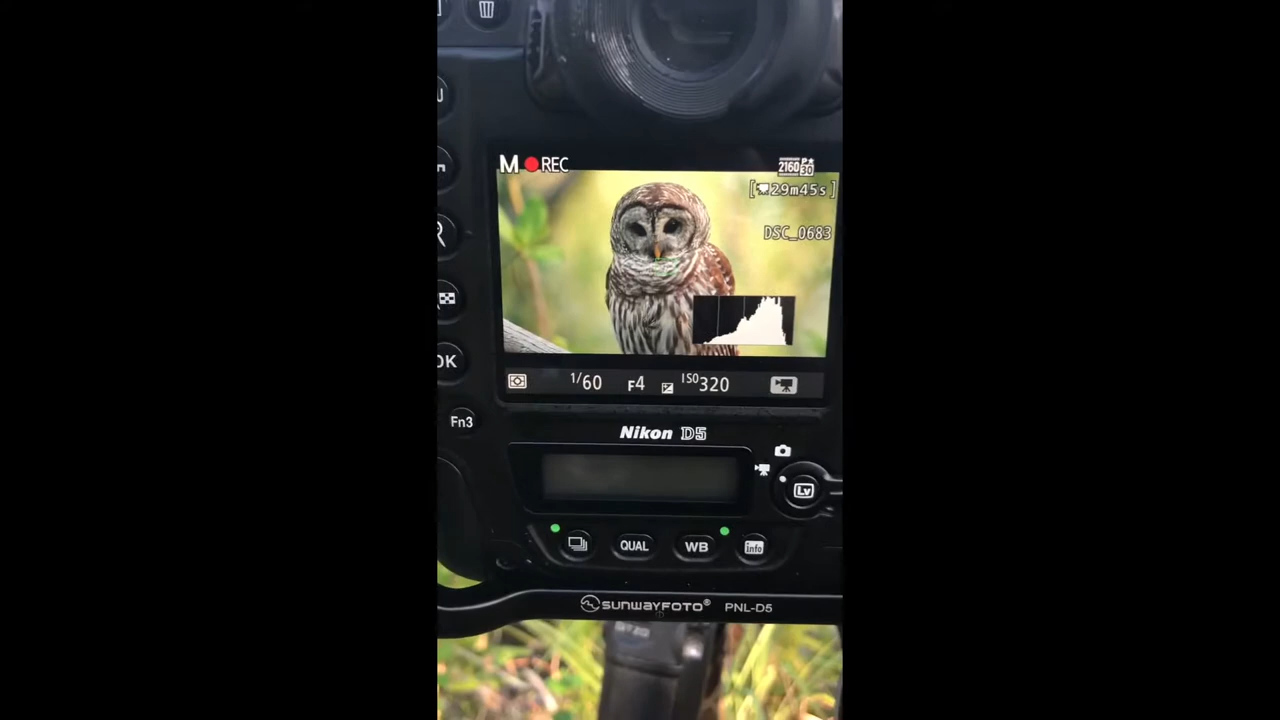 M REC 2160 P★ 30
[29m45s]
DSC_0683
OK
1/60 F4 ISO 320
Fn3
Nikon D5
Lv
QUAL WB info
SUNWAYFOTO® PNL-D5